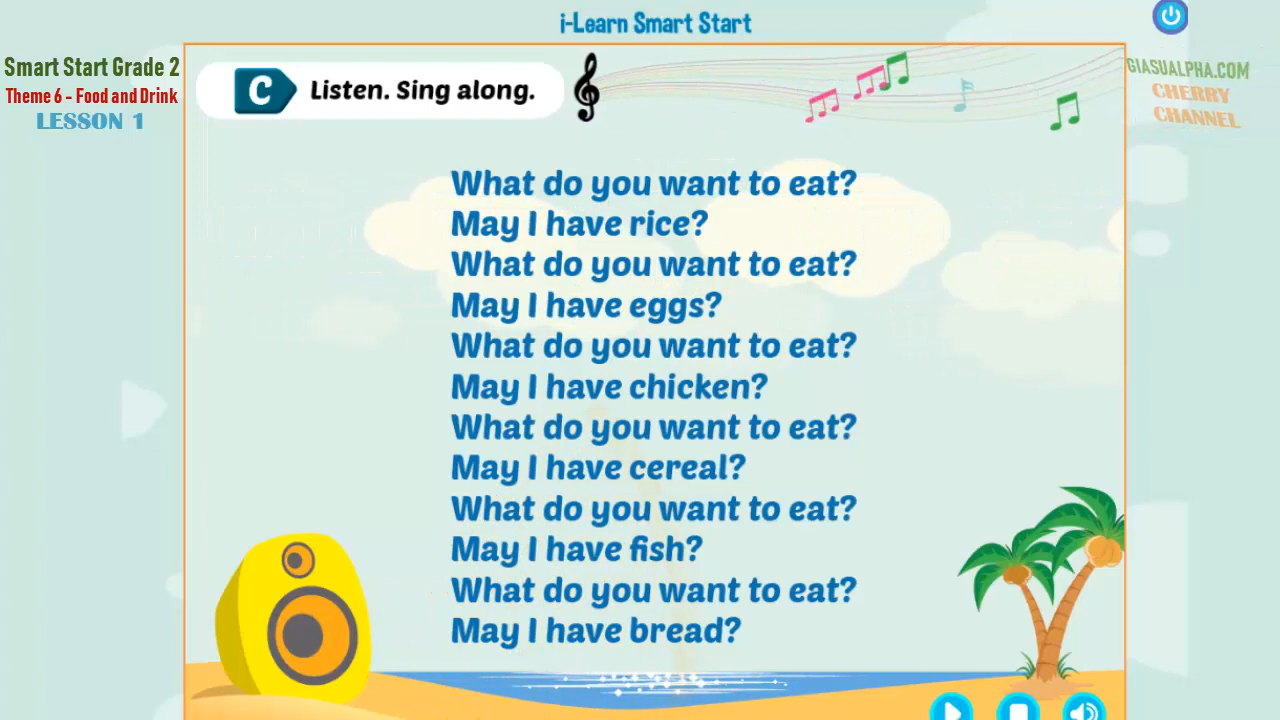 i-Learn Smart Start
Smart Start Grade 2
Theme 6 - Food and Drink
LESSON 1
C Listen. Sing along.
GIASUALPHA.COM
CHERRY
CHANNEL
What do you want to eat?
May I have rice?
What do you want to eat?
May I have eggs?
What do you want to eat?
May I have chicken?
What do you want to eat?
May I have cereal?
What do you want to eat?
May I have fish?
What do you want to eat?
May I have bread?